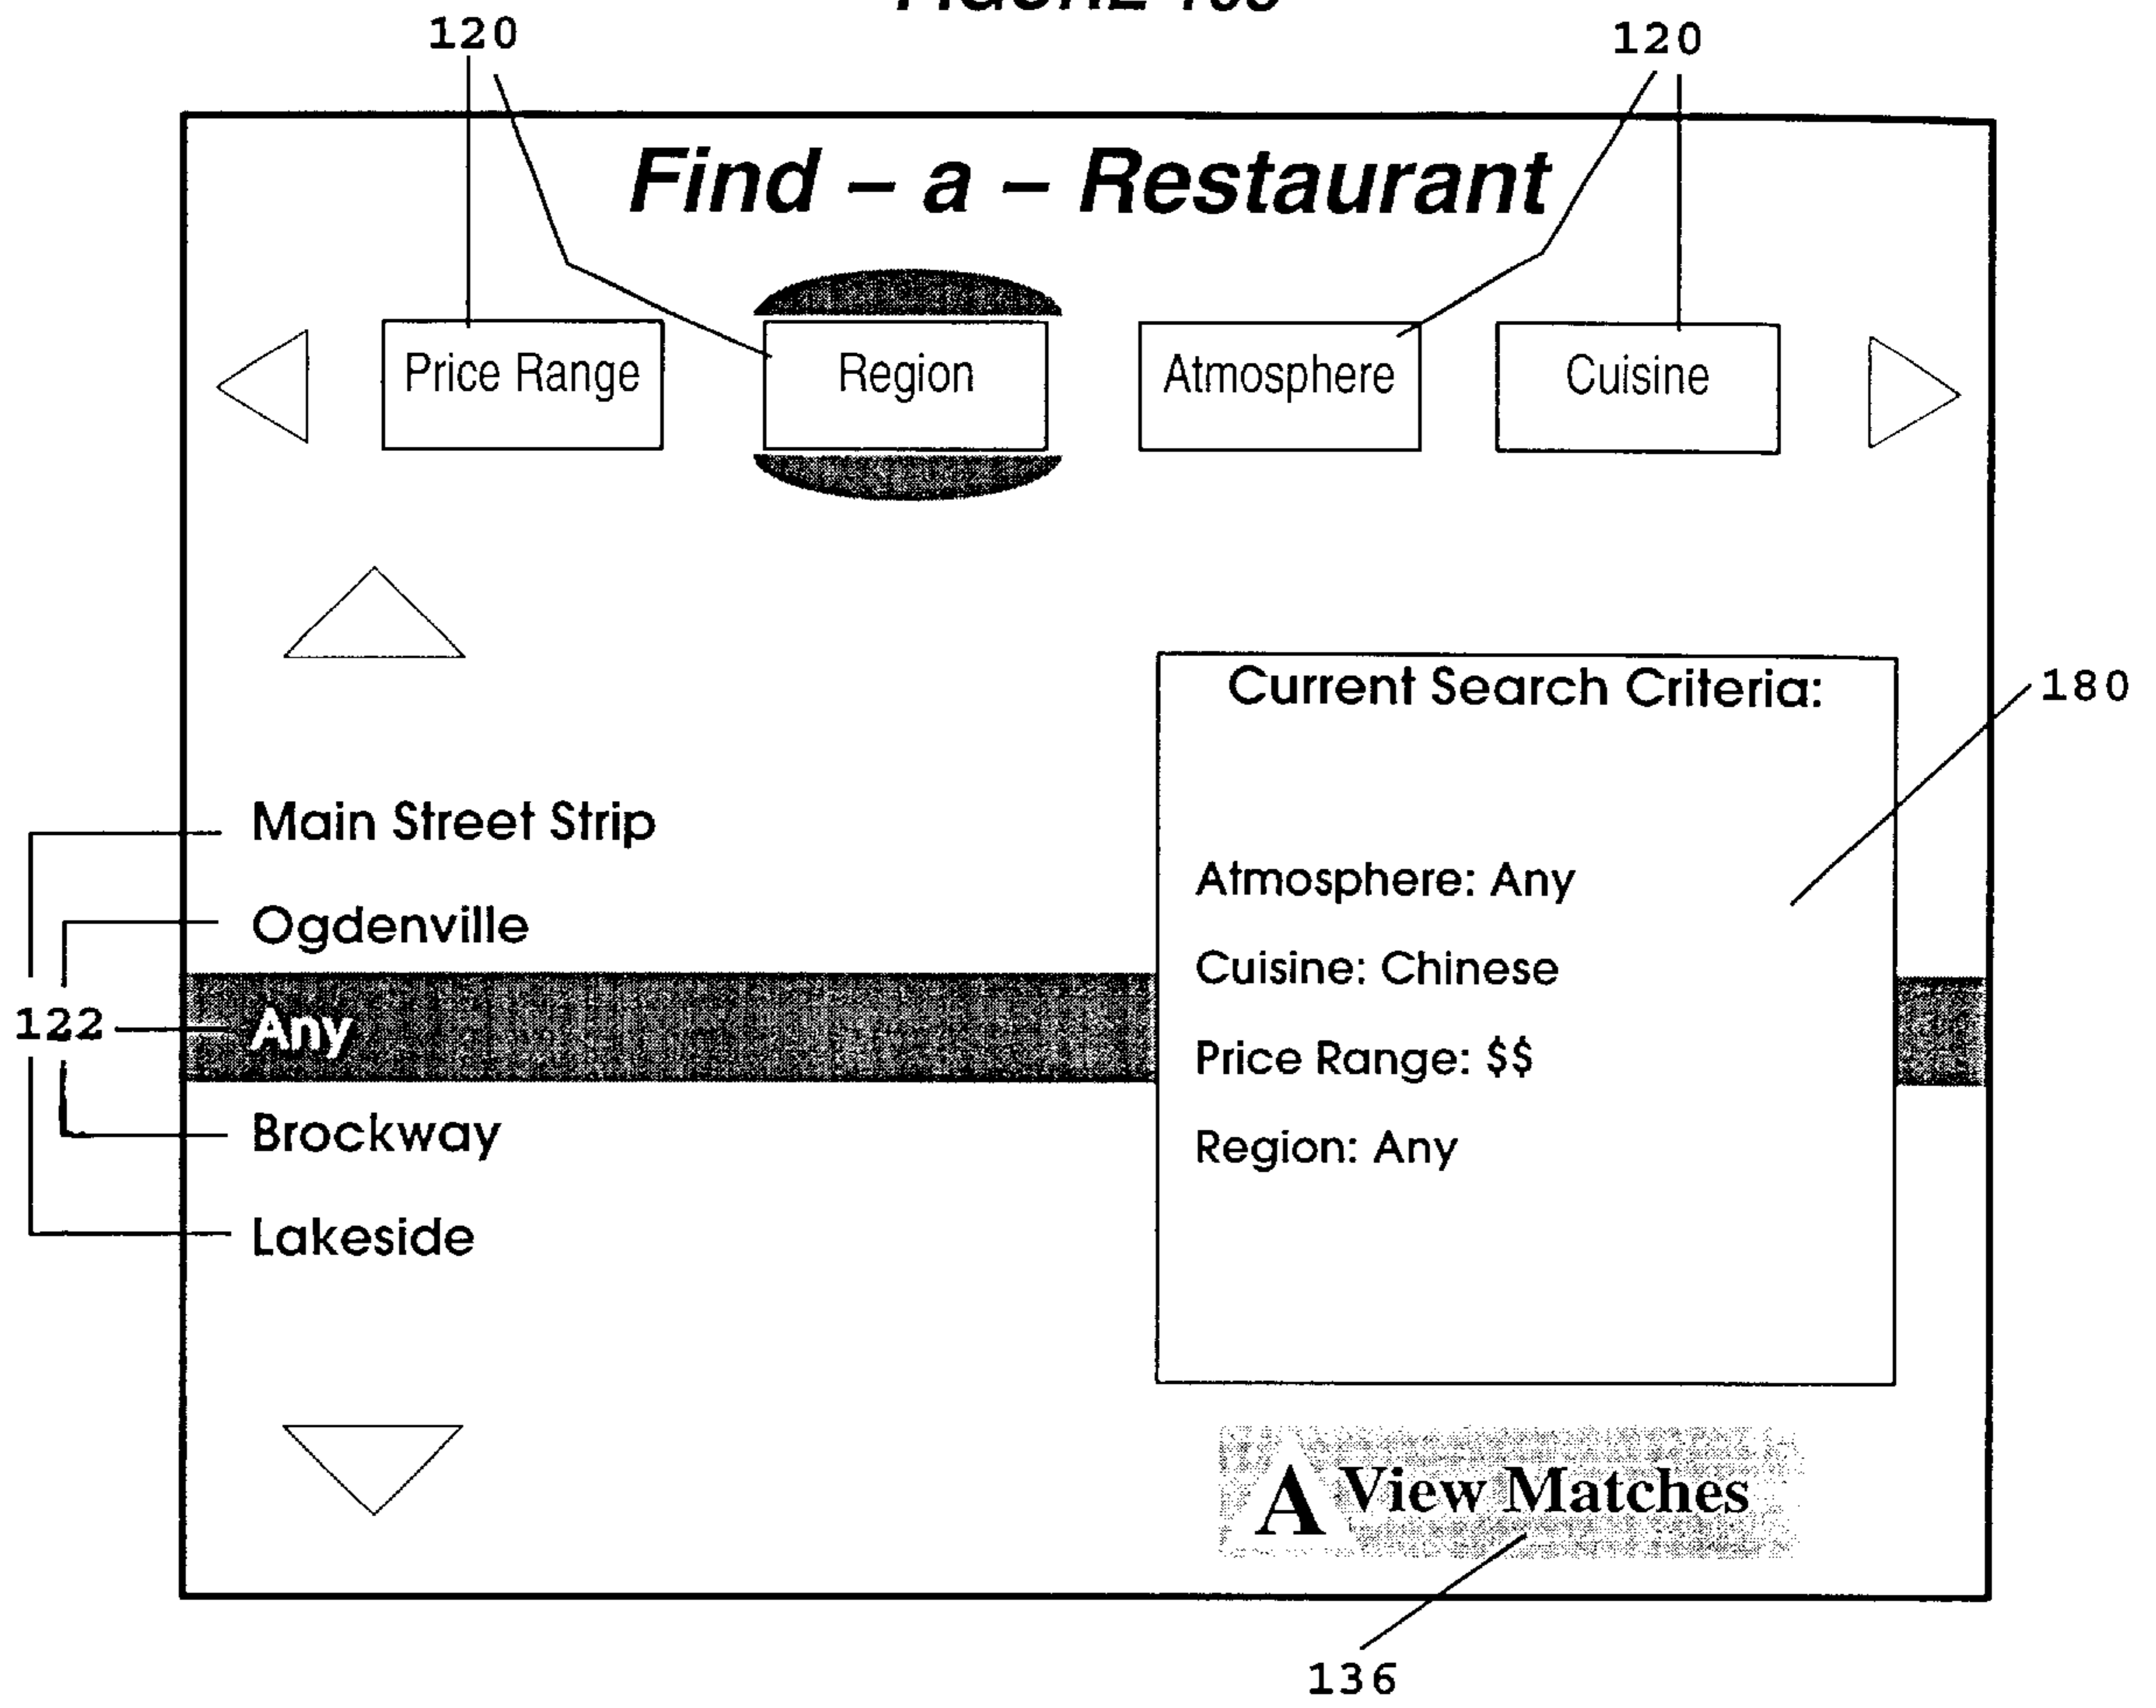 120
120
Find – a – Restaurant
Price Range
Region
Atmosphere
Cuisine
Current Search Criteria:
180
Main Street Strip
Atmosphere: Any
Ogdenville
Cuisine: Chinese
122
Any
Price Range: $$
Brockway
Region: Any
Lakeside
A View Matches
136